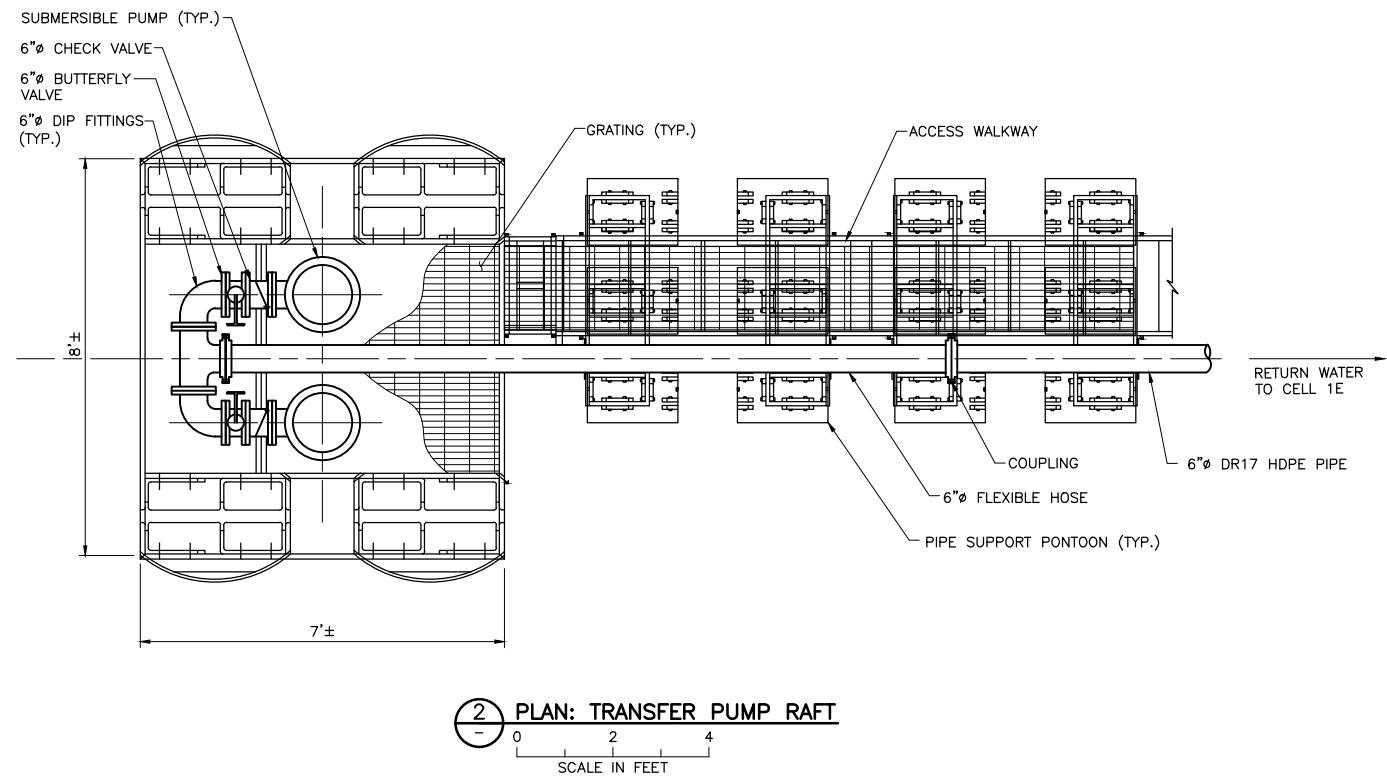 SUBMERSIBLE PUMP (TYP.)
6"ø CHECK VALVE
6"ø BUTTERFLY
VALVE
6"ø DIP FITTINGS
(TYP.)
GRATING (TYP.)
ACCESS WALKWAY
8'±
RETURN WATER
TO CELL 1E
COUPLING
6"ø DR17 HDPE PIPE
6"ø FLEXIBLE HOSE
PIPE SUPPORT PONTOON (TYP.)
7'±
2
-
PLAN: TRANSFER PUMP RAFT
0 2 4
SCALE IN FEET